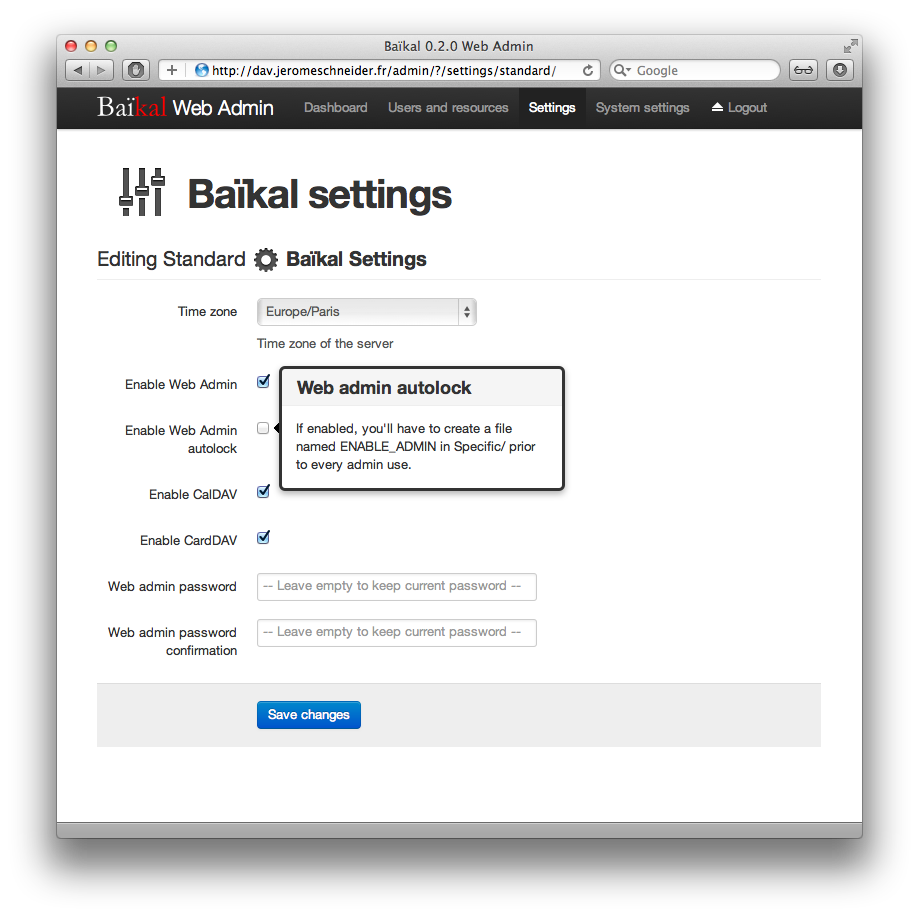 Baïkal 0.2.0 Web Admin
http://dav.jeromeschneider.fr/admin/?/settings/standard/
Google
Baïkal Web Admin Dashboard Users and resources Settings System settings Logout
Baïkal settings
Editing Standard Baïkal Settings
Time zone Europe/Paris
Time zone of the server
Enable Web Admin
Web admin autolock
If enabled, you'll have to create a file
named ENABLE_ADMIN in Specific/ prior
to every admin use.
Enable Web Admin
autolock
Enable CalDAV
Enable CardDAV
Web admin password -- Leave empty to keep current password --
Web admin password
confirmation
-- Leave empty to keep current password --
Save changes